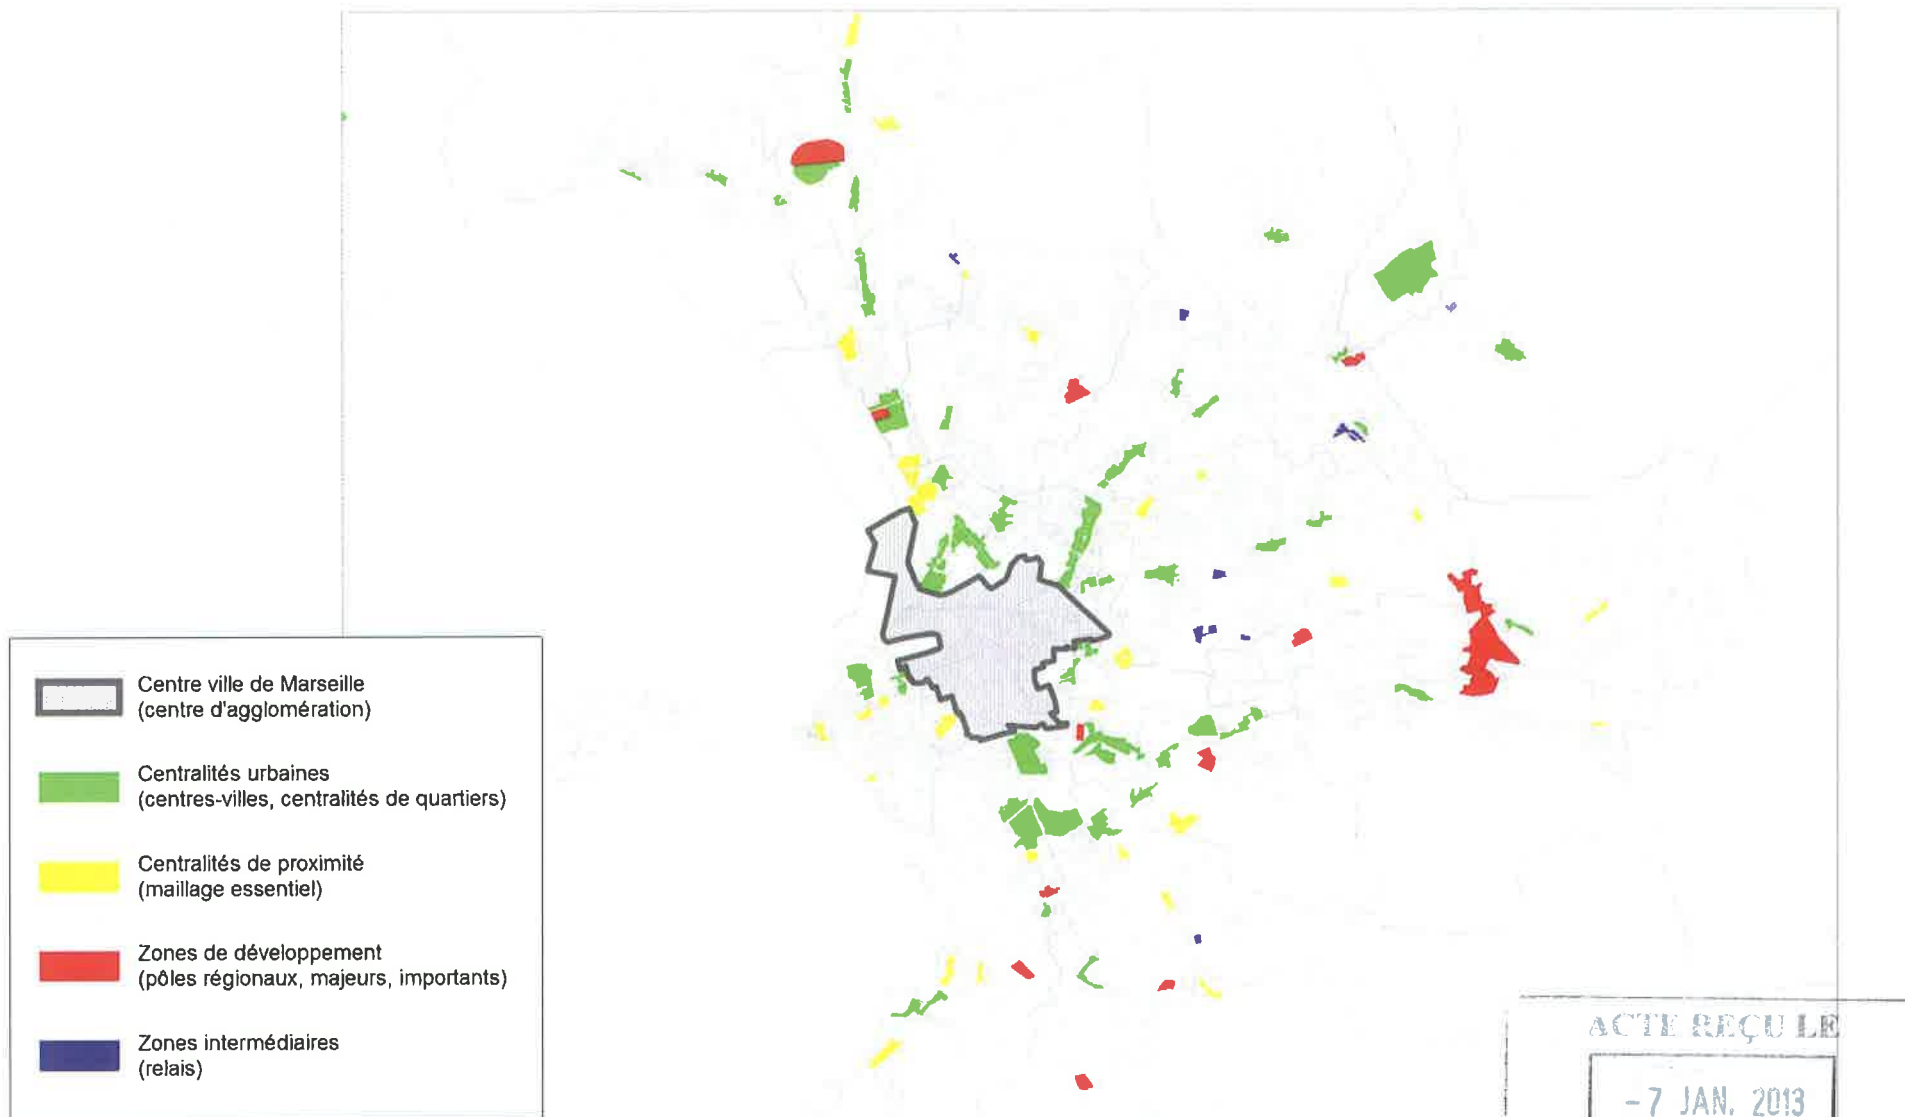 Centre ville de Marseille
(centre d'agglomération)
Centralités urbaines
(centres-villes, centralités de quartiers)
Centralités de proximité
(maillage essentiel)
Zones de développement
(pôles régionaux, majeurs, importants)
Zones intermédiaires
(relais)
ACTE REÇU LE
-7 JAN. 2013